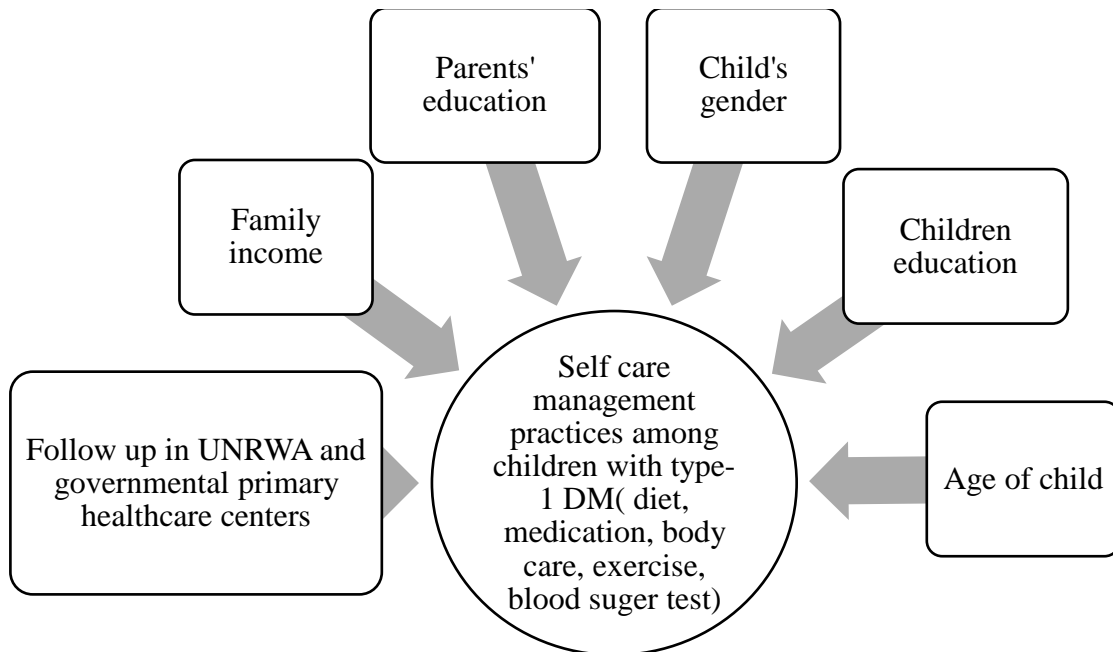 Parents'
education
Child's
gender
Family
income
Children
education
Follow up in UNRWA and
governmental primary
healthcare centers
Self care
management
practices among
children with type-
1 DM( diet,
medication, body
care, exercise,
blood suger test)
Age of child